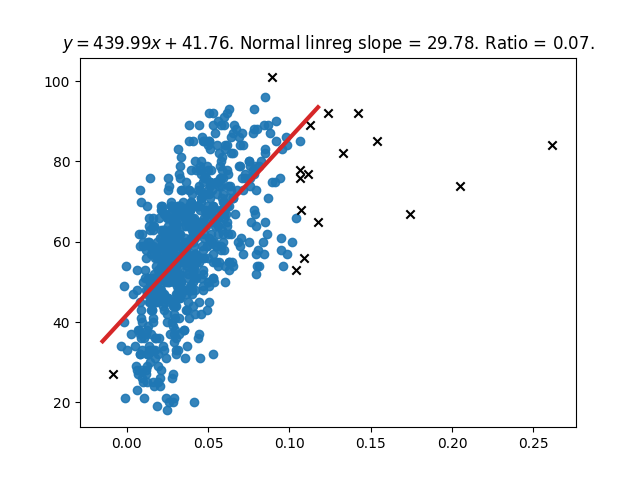 y = 439.99x + 41.76. Normal linreg slope = 29.78. Ratio = 0.07.
100
80
60
40
20
0.00 0.05 0.10 0.15 0.20 0.25